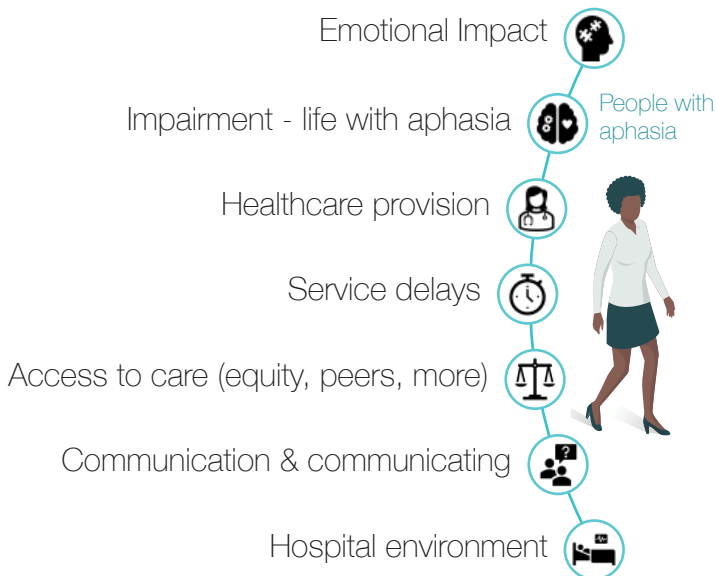 Emotional Impact
Impairment - life with aphasia
People with
aphasia
Healthcare provision
Service delays
Access to care (equity, peers, more)
Communication & communicating
?
Hospital environment